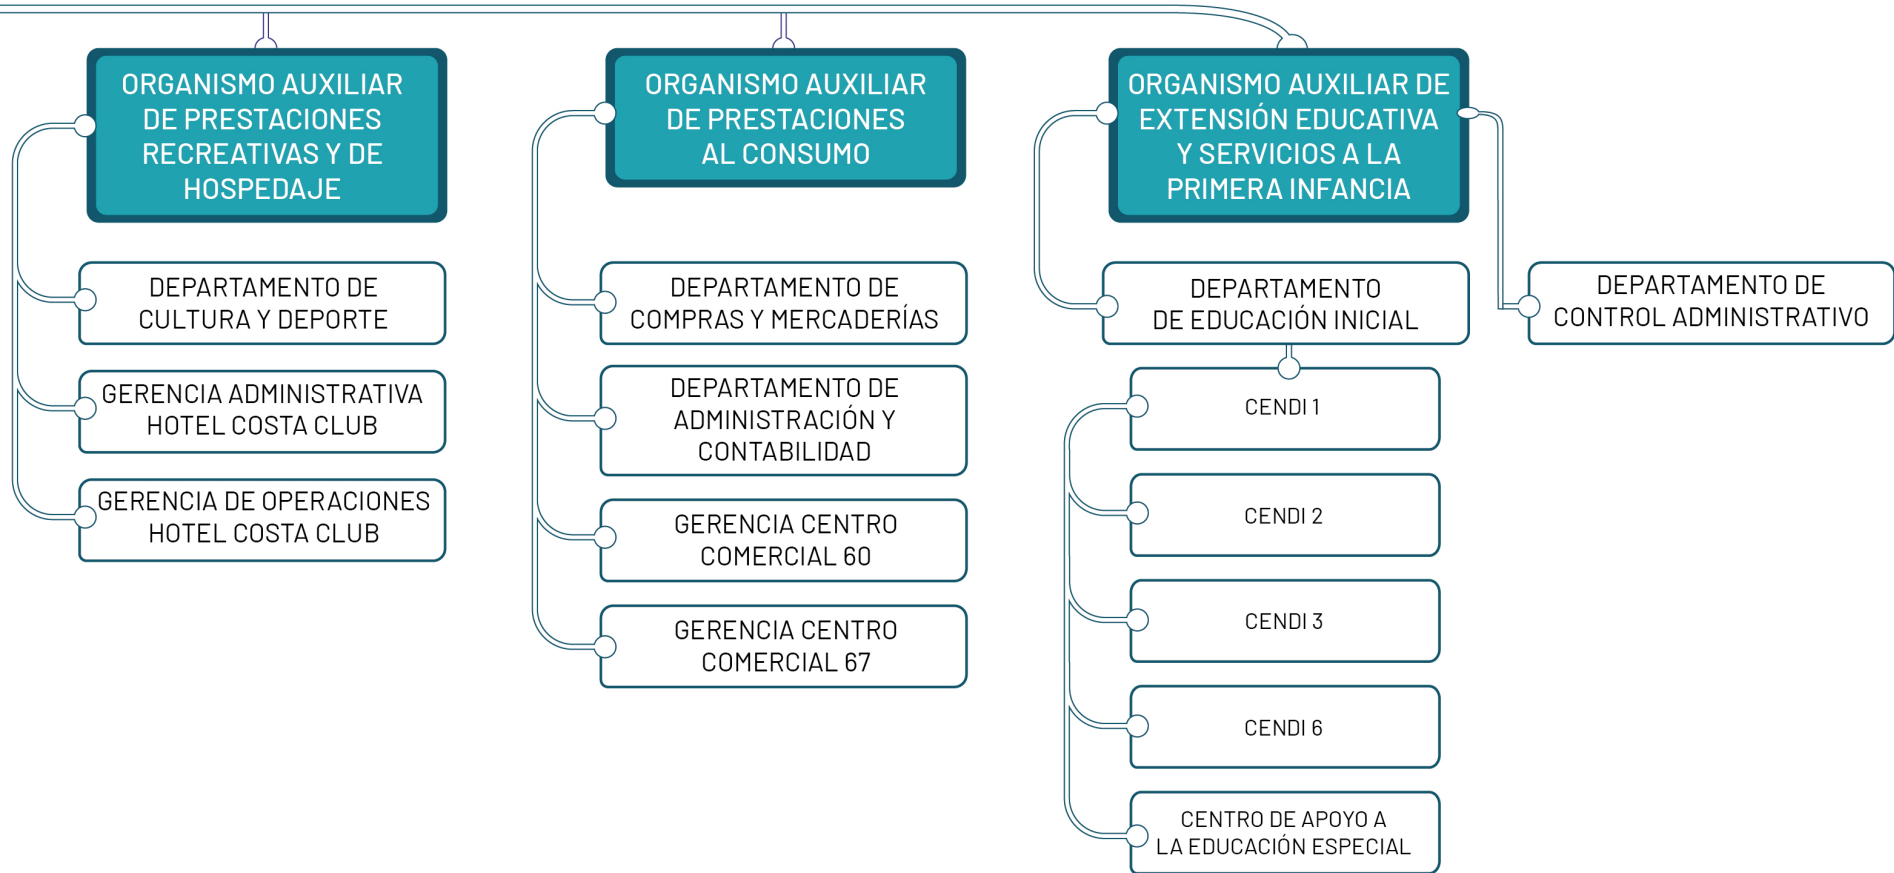 ORGANISMO AUXILIAR
DE PRESTACIONES
RECREATIVAS Y DE
HOSPEDAJE
DEPARTAMENTO DE
CULTURA Y DEPORTE
GERENCIA ADMINISTRATIVA
HOTEL COSTA CLUB
GERENCIA DE OPERACIONES
HOTEL COSTA CLUB
ORGANISMO AUXILIAR
DE PRESTACIONES
AL CONSUMO
DEPARTAMENTO DE
COMPRAS Y MERCADERÍAS
DEPARTAMENTO DE
ADMINISTRACIÓN Y
CONTABILIDAD
GERENCIA CENTRO
COMERCIAL 60
GERENCIA CENTRO
COMERCIAL 67
ORGANISMO AUXILIAR DE
EXTENSIÓN EDUCATIVA
Y SERVICIOS A LA
PRIMERA INFANCIA
DEPARTAMENTO
DE EDUCACIÓN INICIAL
CENDI 1
CENDI 2
CENDI 3
CENDI 6
CENTRO DE APOYO A
LA EDUCACIÓN ESPECIAL
DEPARTAMENTO DE
CONTROL ADMINISTRATIVO